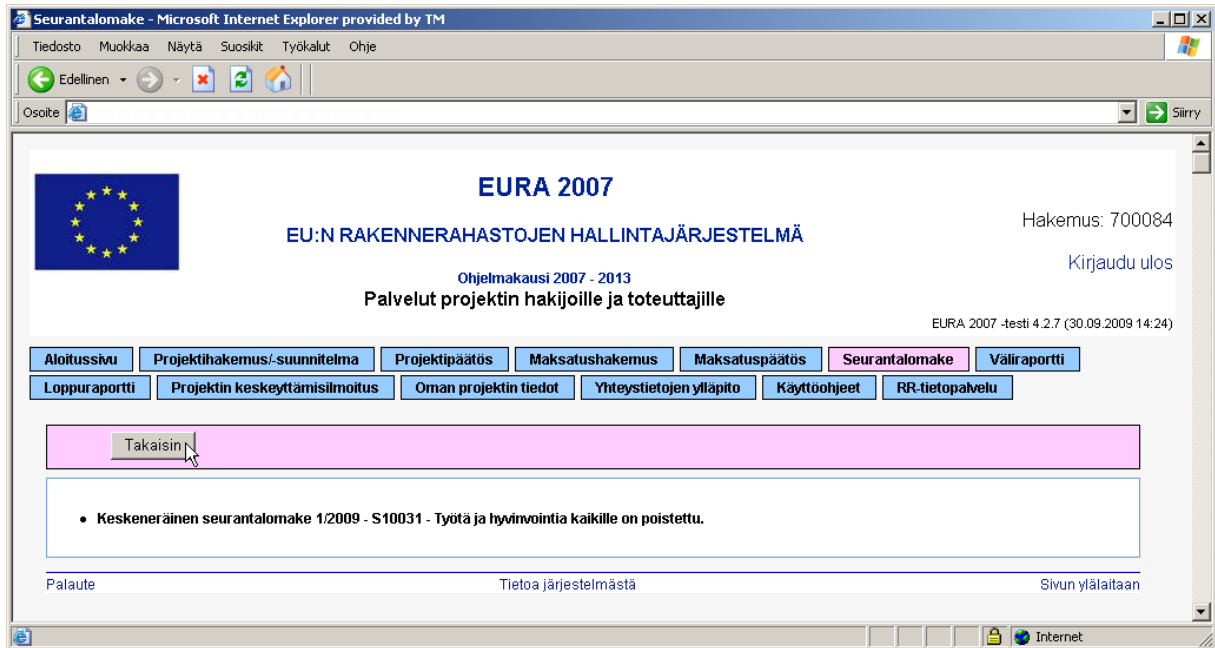 Seurantalomake - Microsoft Internet Explorer provided by TM
Tiedosto Muokkaa Näytä Suosikit Työkalut Ohje
Edellinen
Osoite Siirry
EURA 2007
EU:N RAKENNERAHASTOJEN HALLINTAJÄRJESTELMÄ
Hakemus: 700084
Kirjaudu ulos
Ohjelmakausi 2007 - 2013
Palvelut projektin hakijoille ja toteuttajille
EURA 2007 -testi 4.2.7 (30.09.2009 14:24)
Aloitussivu Projektihakemus/-suunnitelma Projektipäätös Maksatushakemus Maksatuspäätös Seurantalomake Väliraportti
Loppuraportti Projektin keskeyttämisilmoitus Oman projektin tiedot Yhteystietojen ylläpito Käyttöohjeet RR-tietopalvelu
Takaisin
• Keskeneräinen seurantalomake 1/2009 - S10031 - Työtä ja hyvinvointia kaikille on poistettu.
Palaute Tietoa järjestelmästä Sivun ylälaitaan
Internet